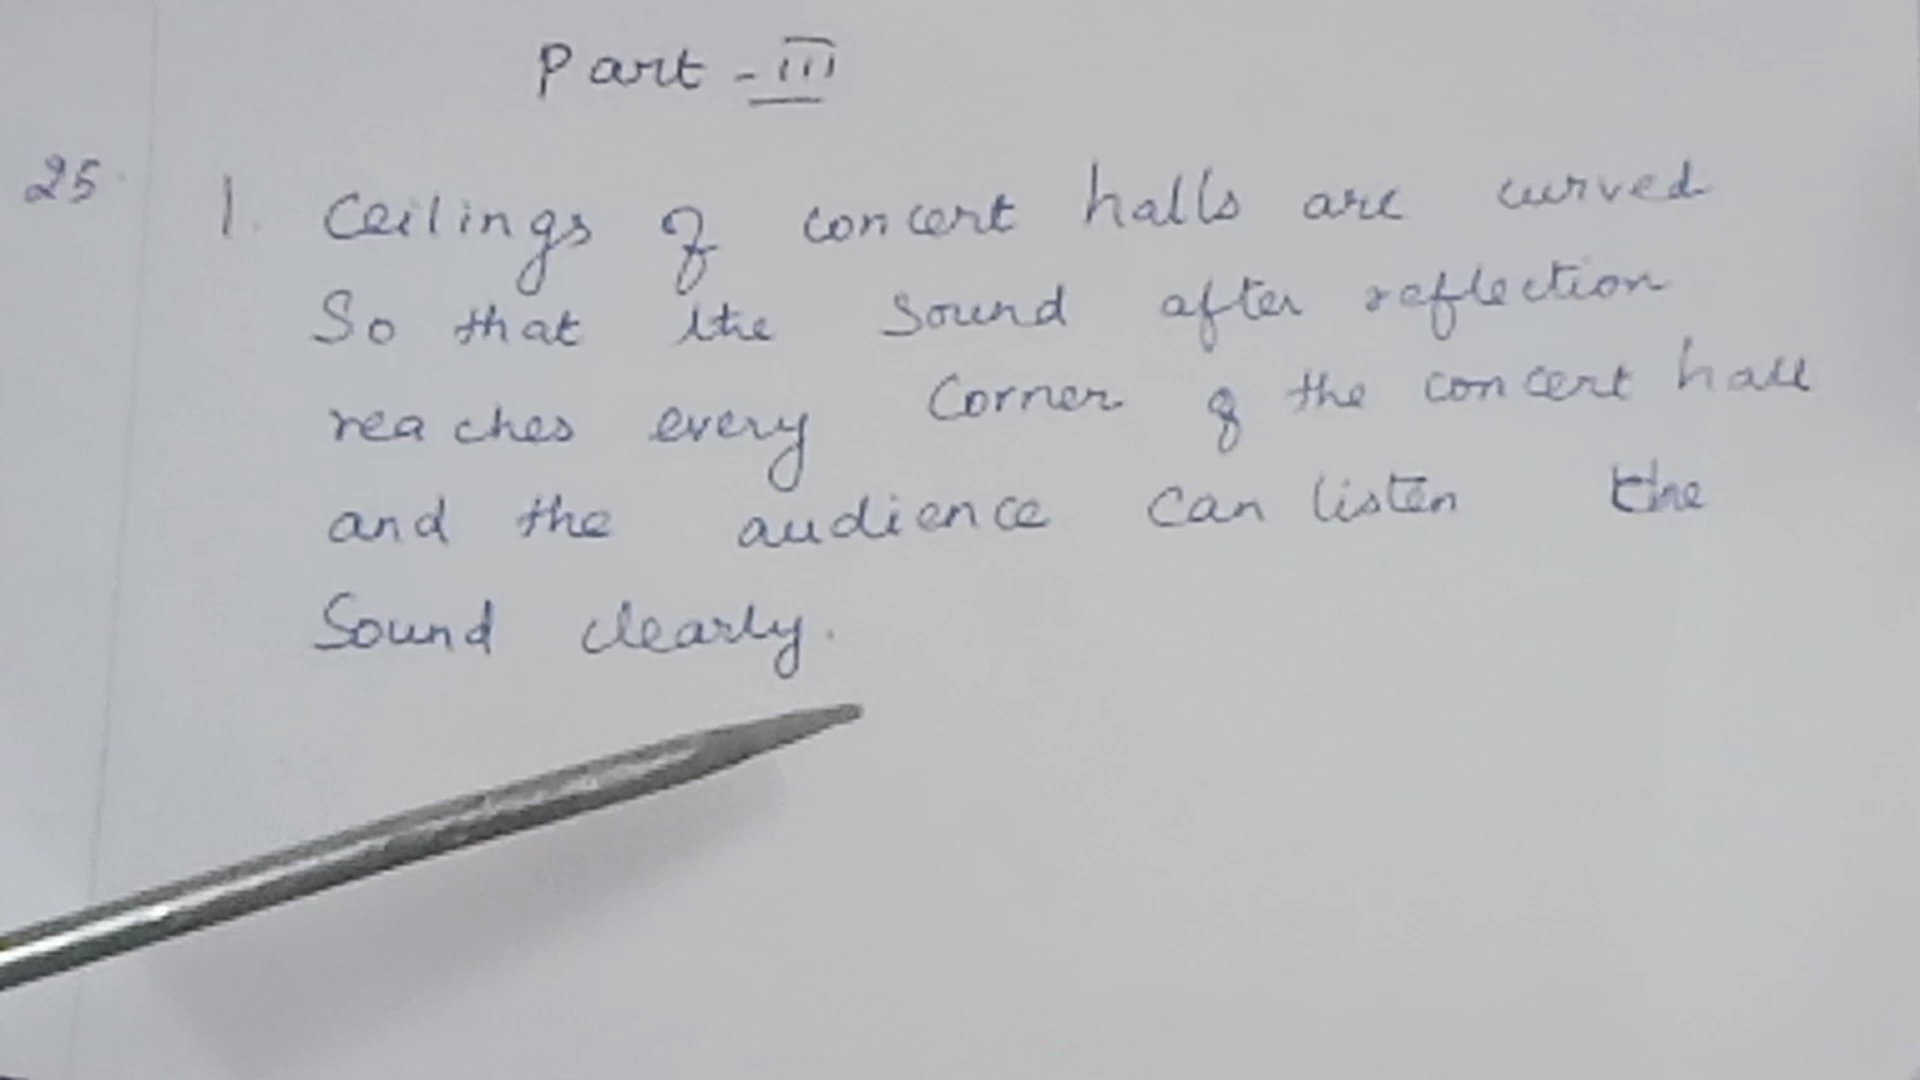 Part - III
25. 1. Ceilings of concert halls are curved
So that the Sound after reflection
reaches every Corner of the concert hall
and the audience can listen the
Sound clearly.